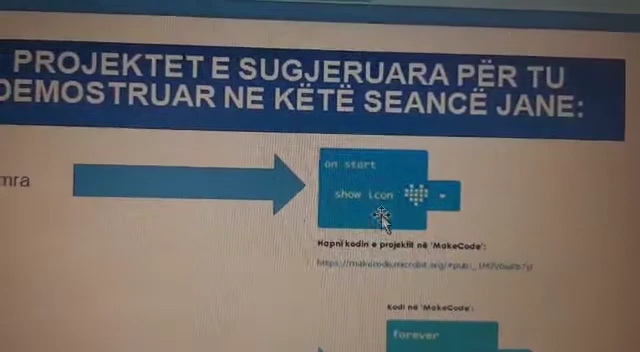 PROJEKTET E SUGJERUARA PËR TU
DEMOSTRUAR NE KËTË SEANCË JANE:
mra
on start
show icon
Hapni kodin e projektit në 'MakeCode':
Kodi në 'MakeCode':
forever